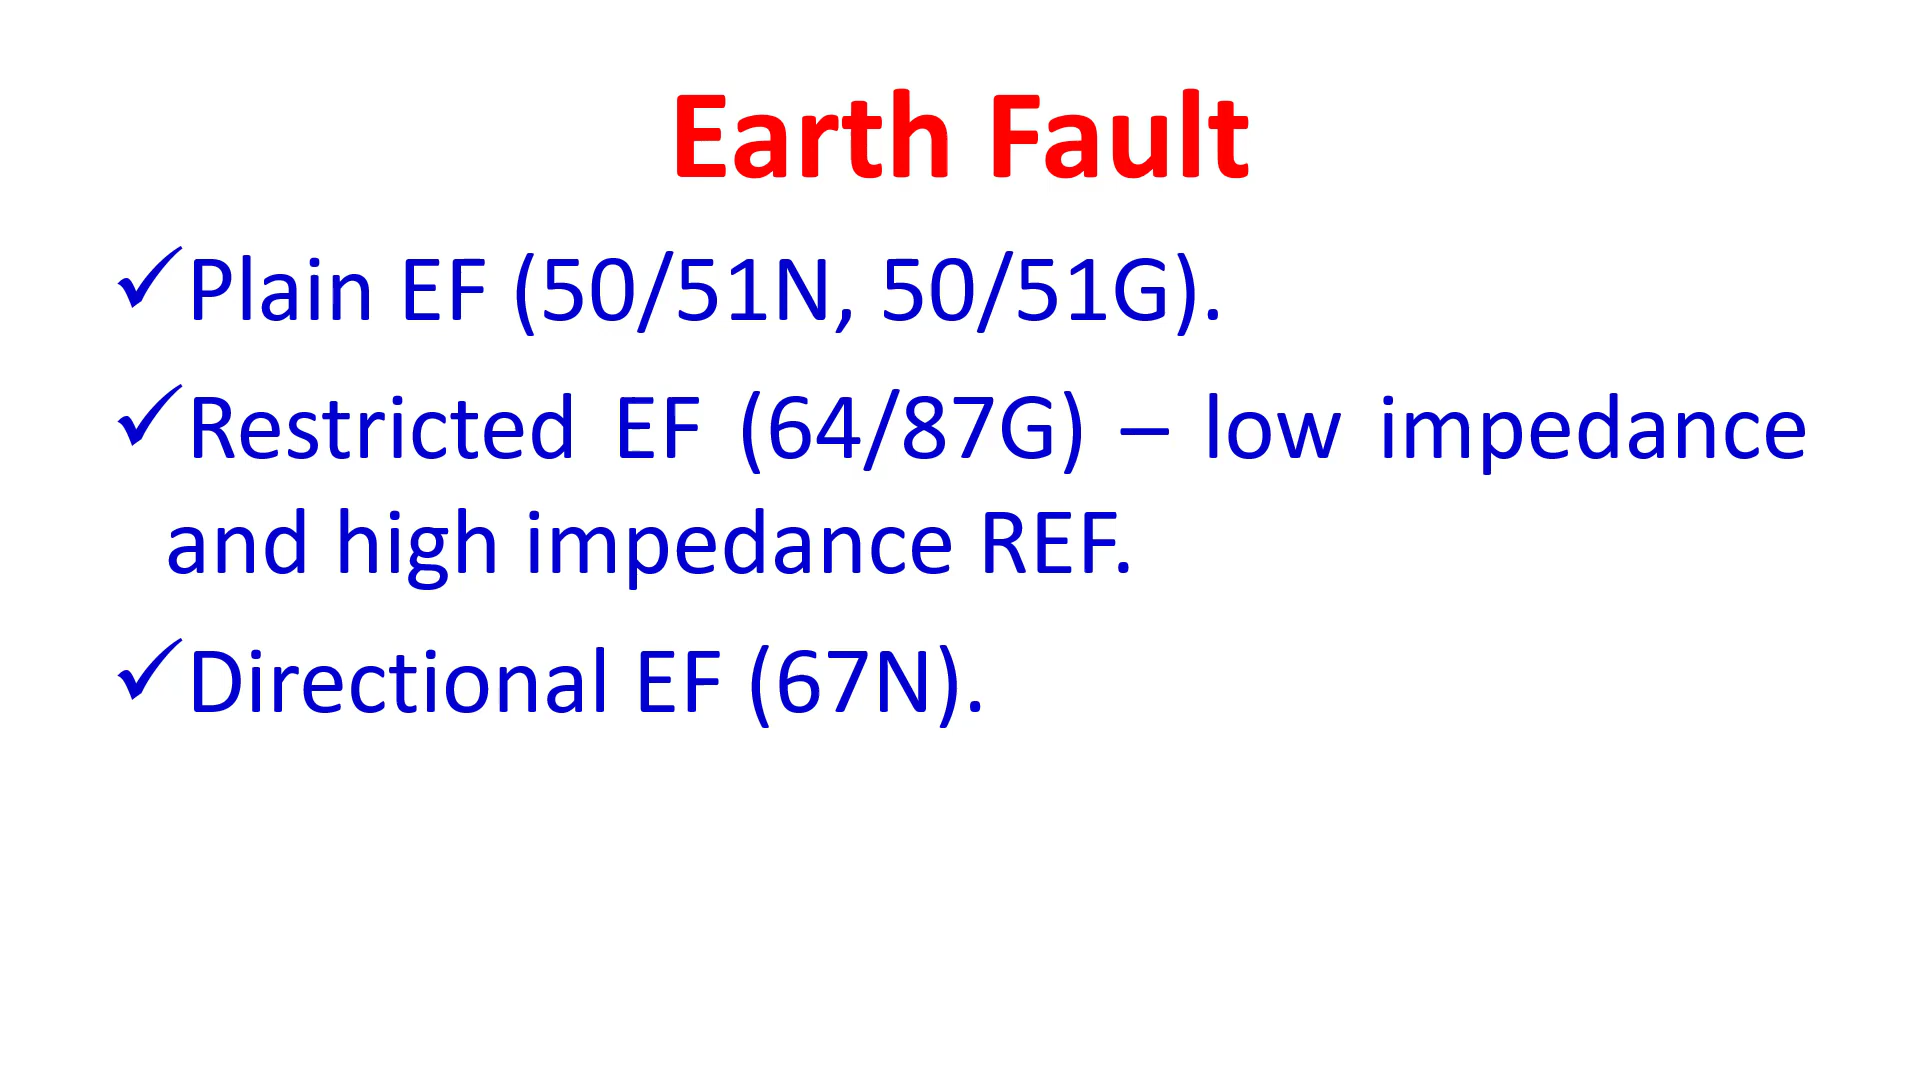 Earth Fault
✓Plain EF (50/51N, 50/51G).
✓Restricted EF (64/87G) – low impedance
and high impedance REF.
✓Directional EF (67N).